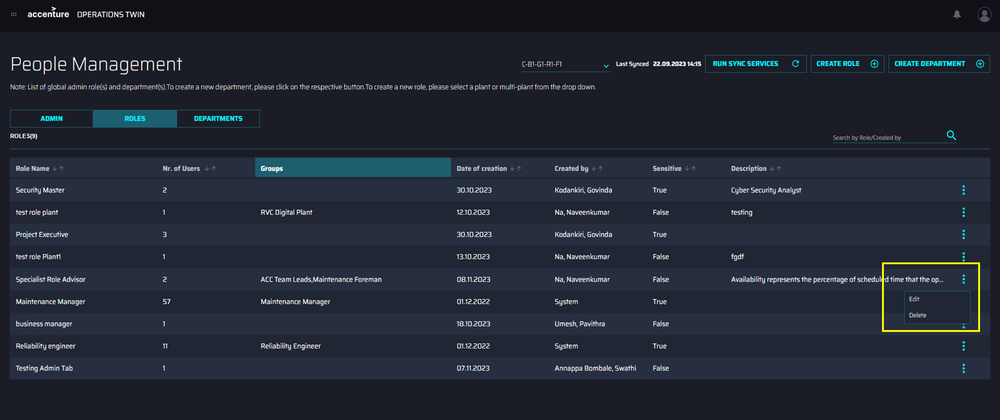 accenture OPERATIONS TWIN
People Management
C-B1-G1-R1-F1 Last Synced 22.09.2023 14:15 RUN SYNC SERVICES CREATE ROLE CREATE DEPARTMENT
Note: List of global admin role(s) and department(s).To create a new department, please click on the respective button.To create a new role, please select a plant or multi-plant from the drop down.
ADMIN ROLES DEPARTMENTS
ROLES(9)
Search by Role/Created by
Role Name Nr. of Users Groups Date of creation Created by Sensitive Description
Security Master 2 30.10.2023 Kodankiri, Govinda True Cyber Security Analyst
test role plant 1 RVC Digital Plant 12.10.2023 Na, Naveenkumar False testing
Project Executive 3 30.10.2023 Kodankiri, Govinda True
test role Plant1 1 13.10.2023 Na, Naveenkumar False fgdf
Specialist Role Advisor 2 ACC Team Leads,Maintenance Foreman 08.11.2023 Na, Naveenkumar False Availability represents the percentage of scheduled time that the op...
Edit
Maintenance Manager 57 Maintenance Manager 01.12.2022 System True
Delete
business manager 1 18.10.2023 Umesh, Pavithra False
Reliability engineer 11 Reliability Engineer 01.12.2022 System True
Testing Admin Tab 1 07.11.2023 Annappa Bombale, Swathi False